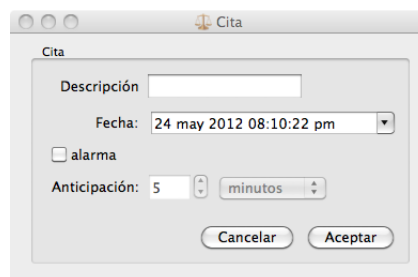 Cita
Cita
Descripción
Fecha: 24 may 2012 08:10:22 pm
alarma
Anticipación: 5 minutos
Cancelar Aceptar